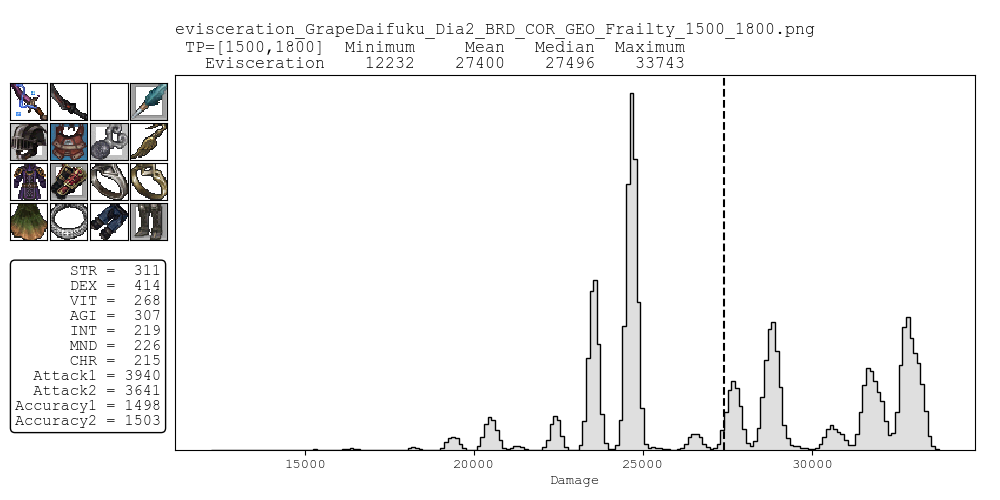 evisceration_GrapeDaifuku_Dia2_BRD_COR_GEO_Frailty_1500_1800.png
TP=[1500,1800] Minimum Mean Median Maximum
Evisceration 12232 27400 27496 33743
STR = 311
DEX = 414
VIT = 268
AGI = 307
INT = 219
MND = 226
CHR = 215
Attack1 = 3940
Attack2 = 3641
Accuracy1 = 1498
Accuracy2 = 1503
15000 20000 25000 30000
Damage